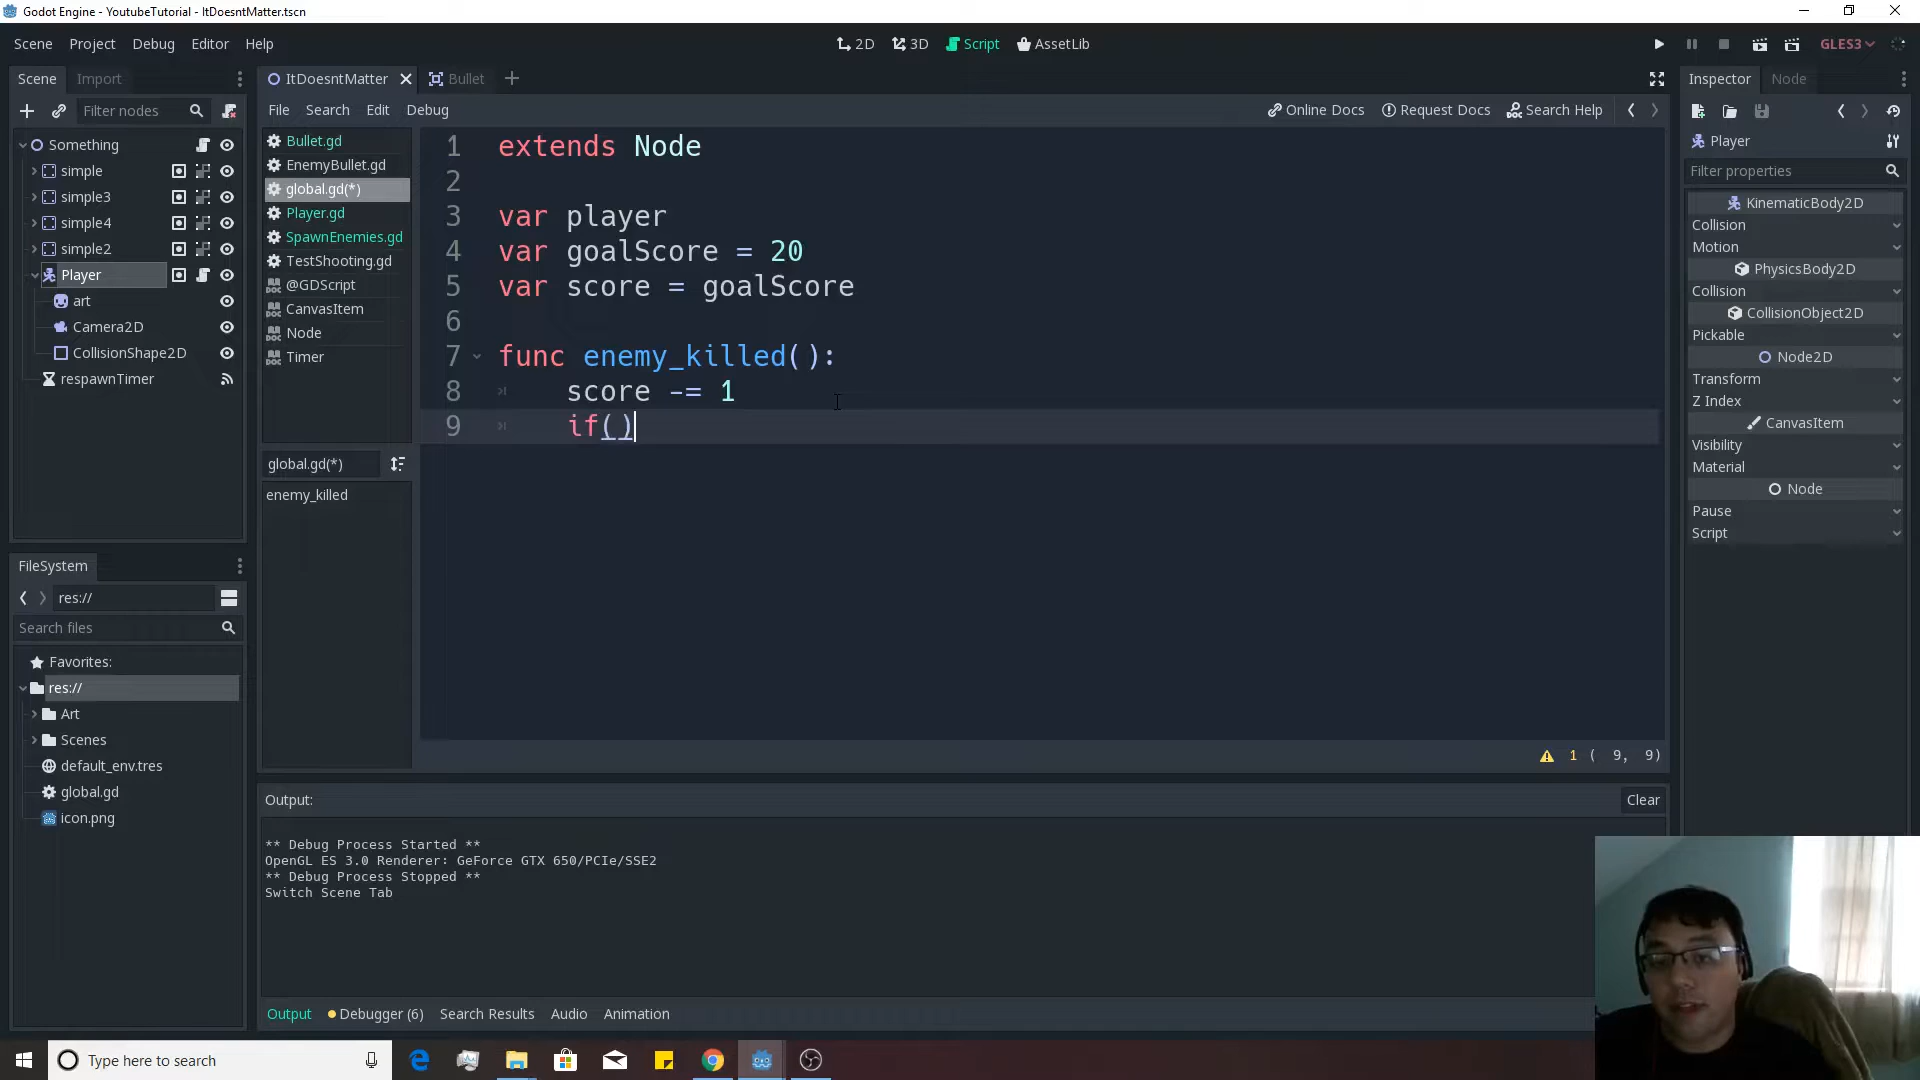 Godot Engine - YoutubeTutorial - ItDoesntMatter.tscn
Scene Project Debug Editor Help
2D 3D Script AssetLib
GLES3
Scene Import
Filter nodes
Something
simple
simple3
simple4
simple2
Player
art
Camera2D
CollisionShape2D
respawnTimer
FileSystem
res://
Search files
Favorites:
res://
Art
Scenes
default_env.tres
global.gd
icon.png
ItDoesntMatter Bullet
File Search Edit Debug
Online Docs Request Docs Search Help
Bullet.gd
EnemyBullet.gd
global.gd(*)
Player.gd
SpawnEnemies.gd
TestShooting.gd
@GDScript
CanvasItem
Node
Timer
global.gd(*)
enemy_killed
1 extends Node
2
3 var player
4 var goalScore = 20
5 var score = goalScore
6
7 func enemy_killed():
8 score -= 1
9 if()
1 ( 9, 9)
Output:
Clear
** Debug Process Started **
OpenGL ES 3.0 Renderer: GeForce GTX 650/PCIe/SSE2
** Debug Process Stopped **
Switch Scene Tab
Output Debugger (6) Search Results Audio Animation
Inspector Node
Player
Filter properties
KinematicBody2D
Collision
Motion
PhysicsBody2D
Collision
CollisionObject2D
Pickable
Node2D
Transform
Z Index
CanvasItem
Visibility
Material
Node
Pause
Script
Type here to search